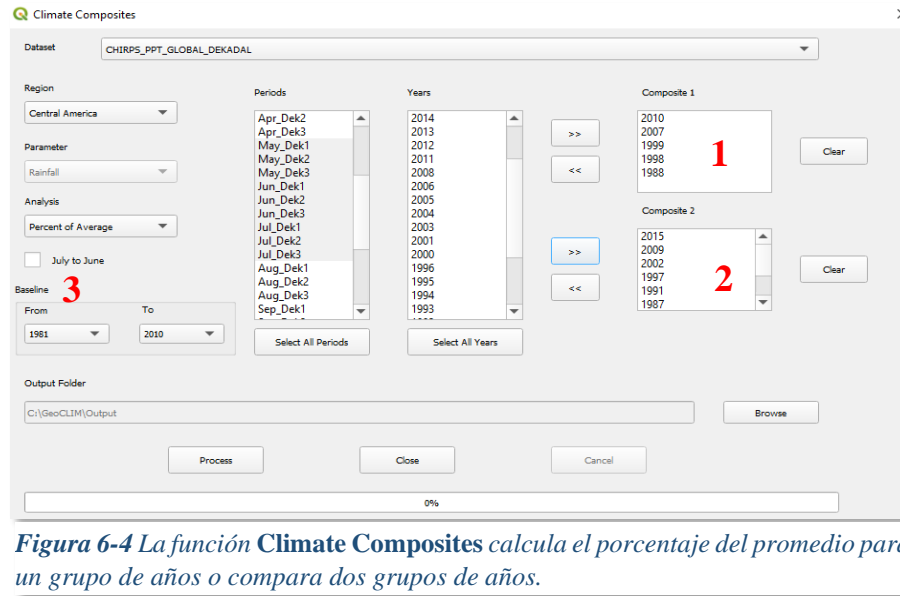 Climate Composites
Dataset
CHIRPS_PPT_GLOBAL_DEKADAL
Region
Central America
Parameter
Rainfall
Analysis
Percent of Average
July to June
Baseline
3
From
To
1981
2010
Periods
Apr_Dek2
Apr_Dek3
May_Dek1
May_Dek2
May_Dek3
Jun_Dek1
Jun_Dek2
Jun_Dek3
Jul_Dek1
Jul_Dek2
Jul_Dek3
Aug_Dek1
Aug_Dek2
Aug_Dek3
Sep_Dek1
Select All Periods
Years
2014
2013
2012
2011
2008
2006
2005
2004
2003
2001
2000
1996
1995
1994
1993
Select All Years
>>
<<
>>
<<
Composite 1
2010
2007
1999
1998
1988
1
Clear
Composite 2
2015
2009
2002
1997
1991
1987
2
Clear
Output Folder
C:\GeoCLIM\Output
Browse
Process
Close
Cancel
0%
Figura 6-4 La función Climate Composites calcula el porcentaje del promedio para
un grupo de años o compara dos grupos de años.